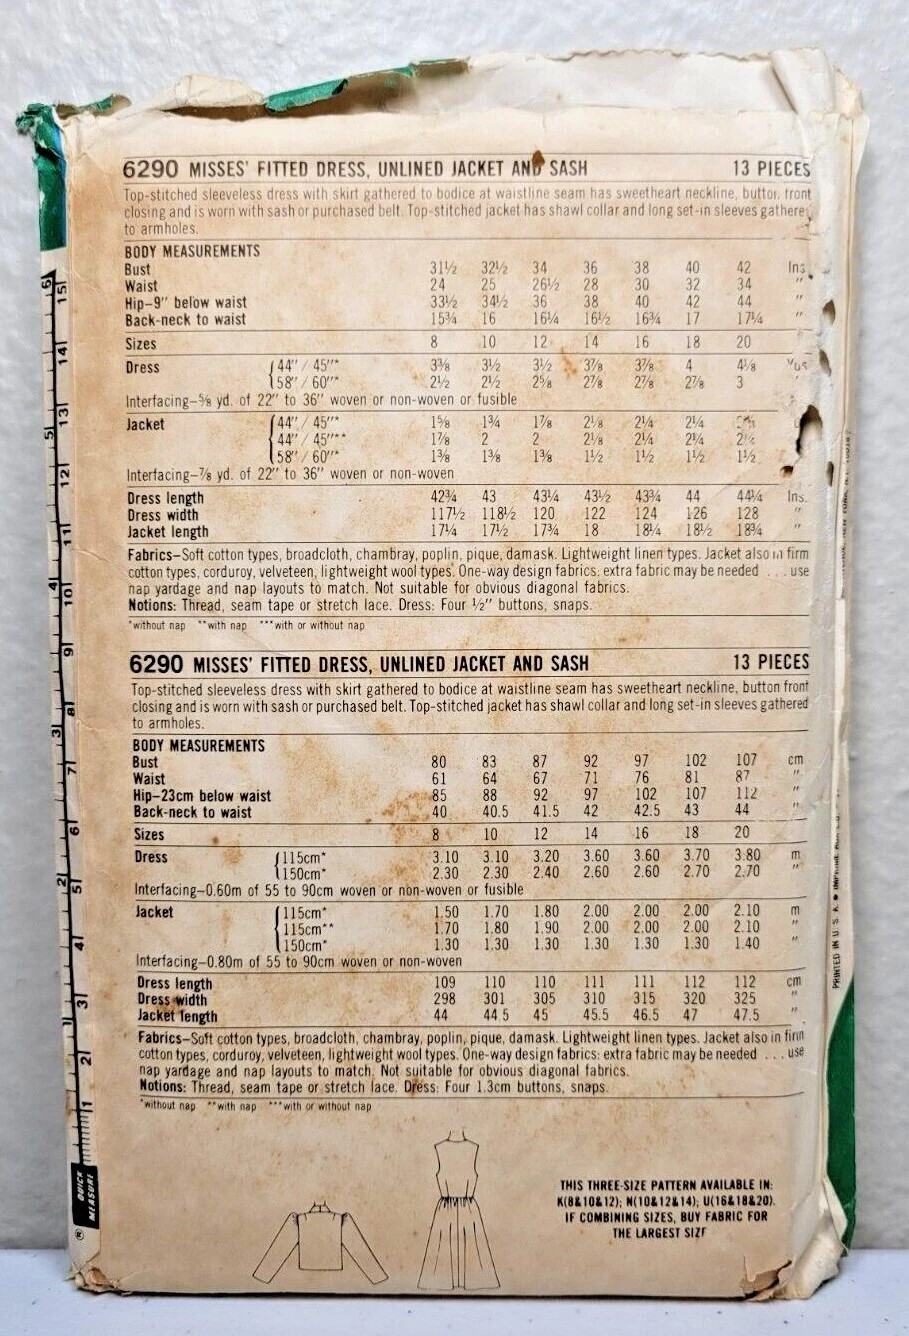 6290 MISSES' FITTED DRESS, UNLINED JACKET AND SASH 13 PIECES
Top-stitched sleeveless dress with skirt gathered to bodice at waistline seam has sweetheart neckline, button front
closing and is worn with sash or purchased belt. Top-stitched jacket has shawl collar and long set-in sleeves gathere
to armholes.
BODY MEASUREMENTS
Bust 31½ 32½ 34 36 38 40 42 Ins.
Waist 24 25 26½ 28 30 32 34 "
Hip–9" below waist 33½ 34½ 36 38 40 42 44 "
Back-neck to waist 15¾ 16 16¼ 16½ 16¾ 17 17¼ "
Sizes 8 10 12 14 16 18 20
Dress 44" / 45"* 3⅜ 3½ 3½ 3⅞ 3⅞ 4 4⅛ Yds
58" / 60"* 2½ 2½ 2⅝ 2⅞ 2⅞ 2⅞ 3
Interfacing–⅝ yd. of 22" to 36" woven or non-woven or fusible
Jacket 44" / 45"* 1⅝ 1¾ 1⅞ 2⅛ 2¼ 2¼
44" / 45"** 1⅞ 2 2 2⅛ 2¼ 2¼
58" / 60"* 1⅜ 1⅜ 1⅜ 1½ 1½ 1½ 1½
Interfacing–⅞ yd. of 22" to 36" woven or non-woven
Dress length 42¾ 43 43¼ 43½ 43¾ 44 44¼ Ins.
Dress width 117½ 118½ 120 122 124 126 128 "
Jacket length 17¼ 17½ 17¾ 18 18¼ 18½ 18¾ "
Fabrics–Soft cotton types, broadcloth, chambray, poplin, pique, damask. Lightweight linen types. Jacket also in firm
cotton types, corduroy, velveteen, lightweight wool types. One-way design fabrics: extra fabric may be needed . . . use
nap yardage and nap layouts to match. Not suitable for obvious diagonal fabrics.
Notions: Thread, seam tape or stretch lace. Dress: Four ½" buttons, snaps.
*without nap **with nap ***with or without nap
6290 MISSES' FITTED DRESS, UNLINED JACKET AND SASH 13 PIECES
Top-stitched sleeveless dress with skirt gathered to bodice at waistline seam has sweetheart neckline, button front
closing and is worn with sash or purchased belt. Top-stitched jacket has shawl collar and long set-in sleeves gathered
to armholes.
BODY MEASUREMENTS
Bust 80 83 87 92 97 102 107 cm
Waist 61 64 67 71 76 81 87 "
Hip–23cm below waist 85 88 92 97 102 107 112 "
Back-neck to waist 40 40.5 41.5 42 42.5 43 44 "
Sizes 8 10 12 14 16 18 20
Dress 115cm* 3.10 3.10 3.20 3.60 3.60 3.70 3.80 m
150cm* 2.30 2.30 2.40 2.60 2.60 2.70 2.70 "
Interfacing–0.60m of 55 to 90cm woven or non-woven or fusible
Jacket 115cm* 1.50 1.70 1.80 2.00 2.00 2.00 2.10 m
115cm** 1.70 1.80 1.90 2.00 2.00 2.00 2.10 "
150cm* 1.30 1.30 1.30 1.30 1.30 1.30 1.40 "
Interfacing–0.80m of 55 to 90cm woven or non-woven
Dress length 109 110 110 111 111 112 112 cm
Dress width 298 301 305 310 315 320 325 "
Jacket length 44 44.5 45 45.5 46.5 47 47.5 "
Fabrics–Soft cotton types, broadcloth, chambray, poplin, pique, damask. Lightweight linen types. Jacket also in firm
cotton types, corduroy, velveteen, lightweight wool types. One-way design fabrics: extra fabric may be needed . . . use
nap yardage and nap layouts to match. Not suitable for obvious diagonal fabrics.
Notions: Thread, seam tape or stretch lace. Dress: Four 1.3cm buttons, snaps.
*without nap **with nap ***with or without nap
THIS THREE-SIZE PATTERN AVAILABLE IN:
K(8&10&12); N(10&12&14); U(16&18&20).
IF COMBINING SIZES, BUY FABRIC FOR
THE LARGEST SIZE
QUICK
MEASURE
®
1 2 3 4 5 6 7 8 9 10 11 12 13 14 15
1 2 3 4 5 6
PRINTED IN U. S. A.